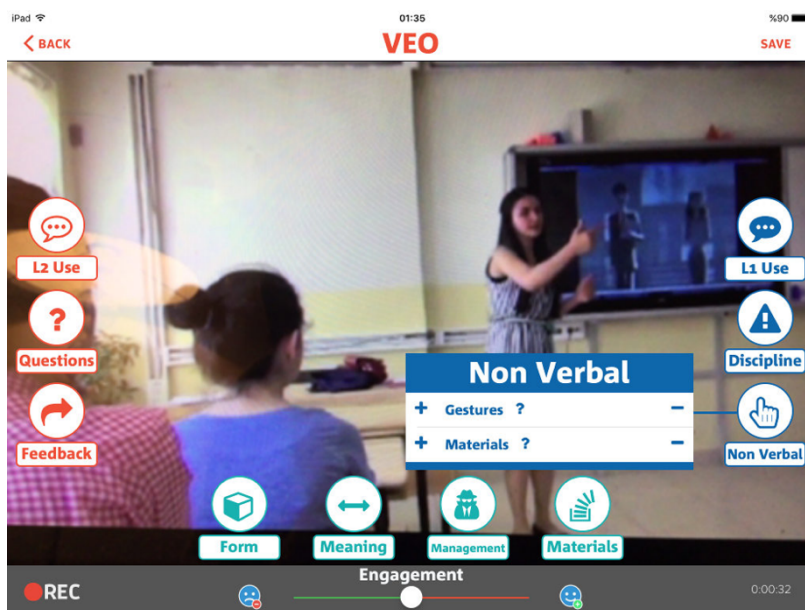 iPad 01:35 %90
BACK VEO SAVE
L2 Use
L1 Use
?
Questions
Discipline
Feedback
Non Verbal
Non Verbal
+ Gestures ? −
+ Materials ? −
Form Meaning Management Materials
Engagement
REC 0:00:32